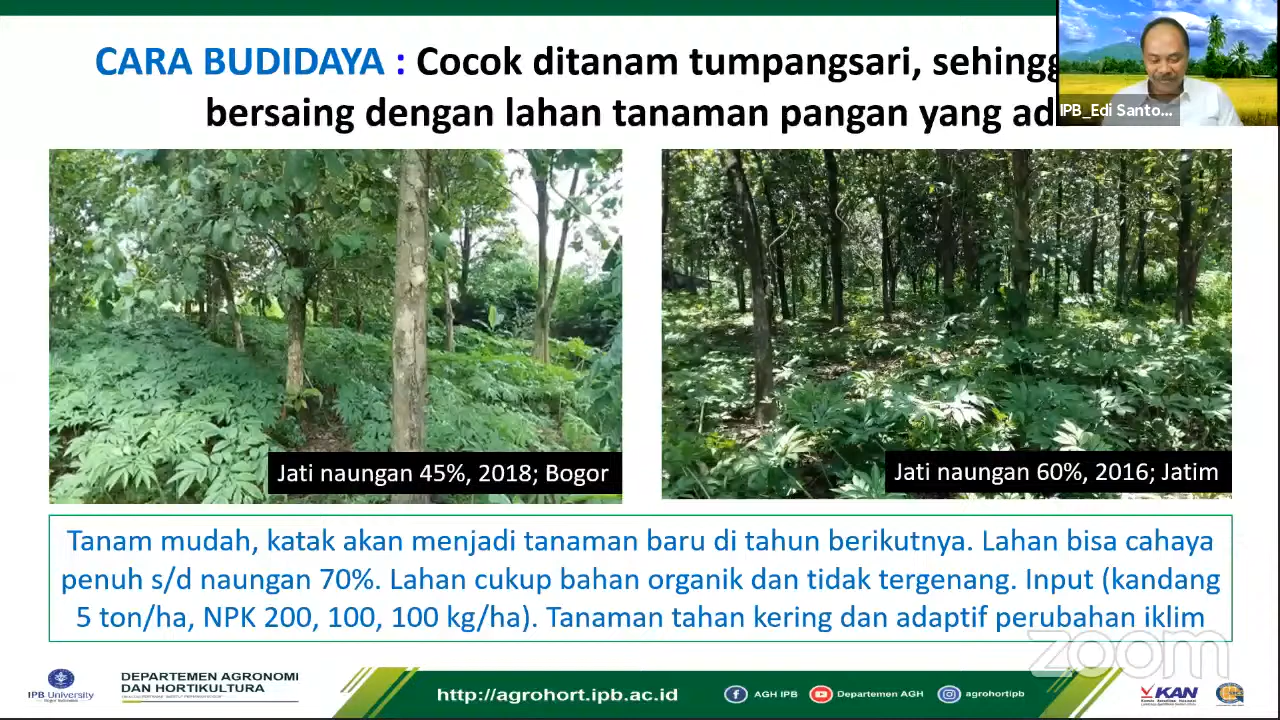 CARA BUDIDAYA : Cocok ditanam tumpangsari, sehingg
bersaing dengan lahan tanaman pangan yang ad
IPB_Edi Santo...
Jati naungan 45%, 2018; Bogor
Jati naungan 60%, 2016; Jatim
Tanam mudah, katak akan menjadi tanaman baru di tahun berikutnya. Lahan bisa cahaya
penuh s/d naungan 70%. Lahan cukup bahan organik dan tidak tergenang. Input (kandang
5 ton/ha, NPK 200, 100, 100 kg/ha). Tanaman tahan kering dan adaptif perubahan iklim
zoom
IPB University
DEPARTEMEN AGRONOMI
DAN HORTIKULTURA
http://agrohort.ipb.ac.id
AGH IPB
Departemen AGH
agrohortipb
KAN